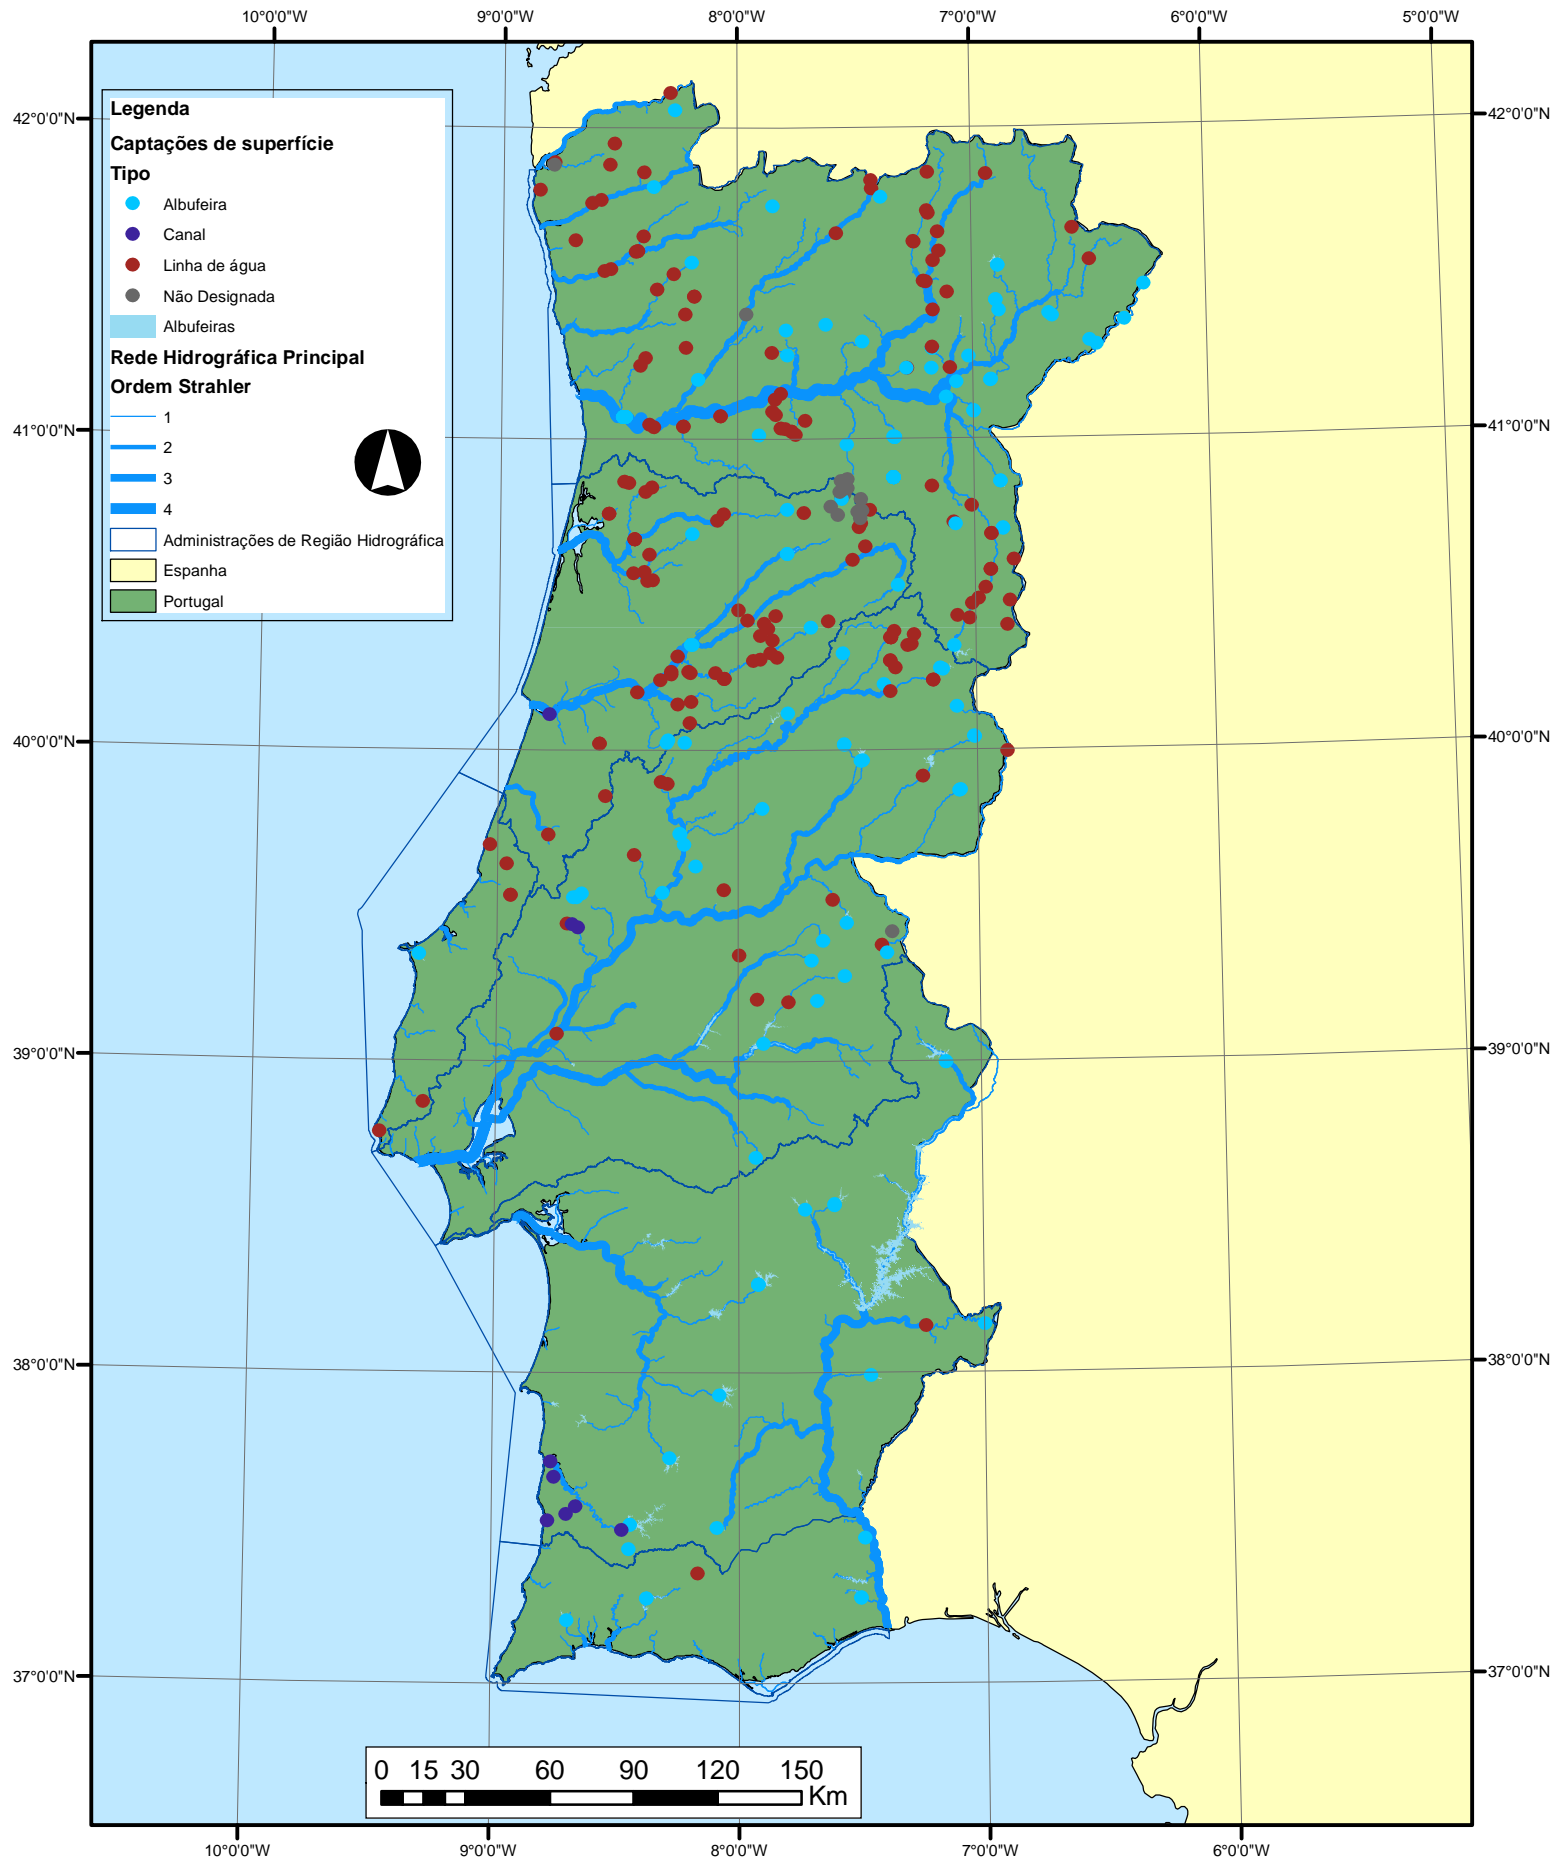 10°0'0"W 9°0'0"W 8°0'0"W 7°0'0"W 6°0'0"W 5°0'0"W
Legenda
42°0'0"N 42°0'0"N
Captações de superfície
Tipo
Albufeira
Canal
Linha de água
Não Designada
Albufeiras
Rede Hidrográfica Principal
Ordem Strahler
1
2
3
4
Administrações de Região Hidrográfica
Espanha
Portugal
41°0'0"N 41°0'0"N
40°0'0"N 40°0'0"N
39°0'0"N 39°0'0"N
38°0'0"N 38°0'0"N
37°0'0"N 37°0'0"N
0 15 30 60 90 120 150
Km
10°0'0"W 9°0'0"W 8°0'0"W 7°0'0"W 6°0'0"W